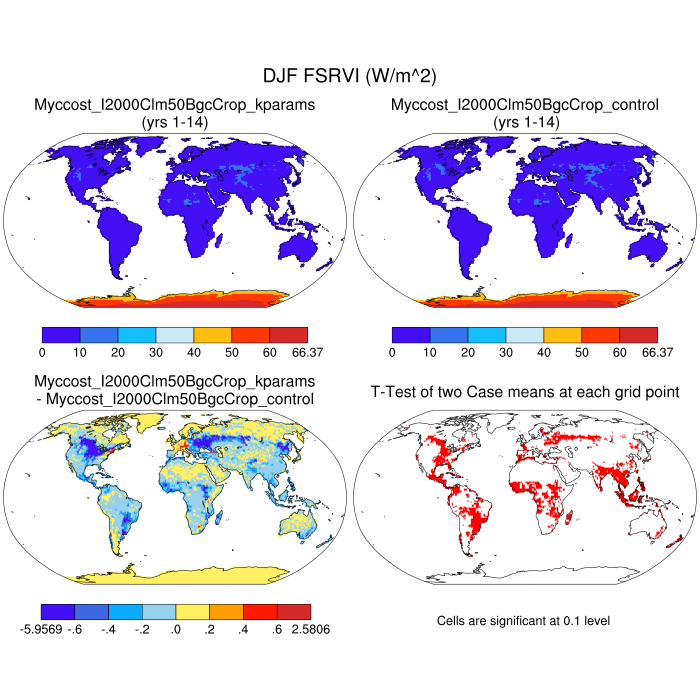 DJF FSRVI (W/m^2)
Myccost_I2000Clm50BgcCrop_kparams
(yrs 1-14)
Myccost_I2000Clm50BgcCrop_control
(yrs 1-14)
0 10 20 30 40 50 60 66.37
0 10 20 30 40 50 60 66.37
Myccost_I2000Clm50BgcCrop_kparams
- Myccost_I2000Clm50BgcCrop_control
T-Test of two Case means at each grid point
-5.9569 -.6 -.4 -.2 .0 .2 .4 .6 2.5806
Cells are significant at 0.1 level